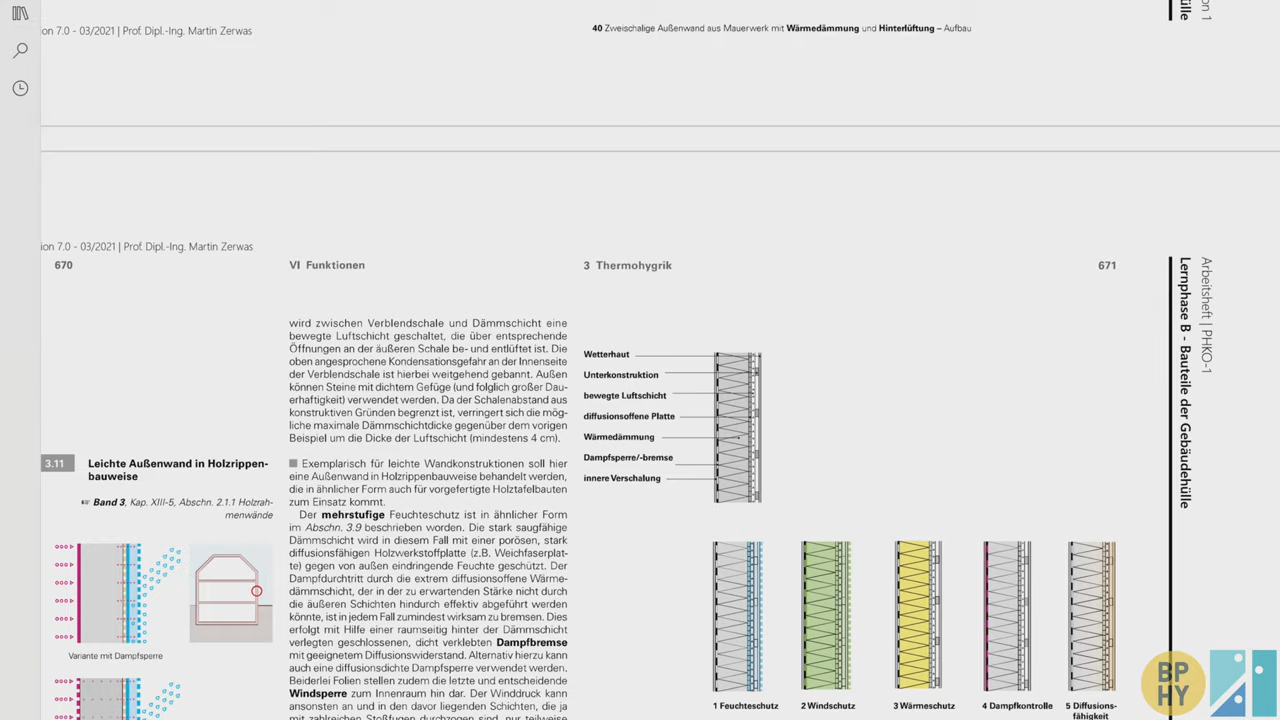 on 7.0 - 03/2021 | Prof. Dipl.-Ing. Martin Zerwas
40 Zweischalige Außenwand aus Mauerwerk mit Wärmedämmung und Hinterlüftung – Aufbau
on 1
ülle
ion 7.0 - 03/2021 | Prof. Dipl.-Ing. Martin Zerwas
670
VI Funktionen
3 Thermohygrik
671
Arbeitsheft | PHKO-1
Lernphase B - Bauteile der Gebäudehülle
wird zwischen Verblendschale und Dämmschicht eine
bewegte Luftschicht geschaltet, die über entsprechende
Öffnungen an der äußeren Schale be- und entlüftet ist. Die
oben angesprochene Kondensationsgefahr an der Innenseite
der Verblendschale ist hierbei weitgehend gebannt. Außen
können Steine mit dichtem Gefüge (und folglich großer Dau-
erhaftigkeit) verwendet werden. Da der Schalenabstand aus
konstruktiven Gründen begrenzt ist, verringert sich die mög-
liche maximale Dämmschichtdicke gegenüber dem vorigen
Beispiel um die Dicke der Luftschicht (mindestens 4 cm).
3.11 Leichte Außenwand in Holzrippen-
bauweise
Band 3, Kap. XIII-5, Abschn. 2.1.1 Holzrah-
menwände
Variante mit Dampfsperre
Exemplarisch für leichte Wandkonstruktionen soll hier
eine Außenwand in Holzrippenbauweise behandelt werden,
die in ähnlicher Form auch für vorgefertigte Holztafelbauten
zum Einsatz kommt.
Der mehrstufige Feuchteschutz ist in ähnlicher Form
im Abschn. 3.9 beschrieben worden. Die stark saugfähige
Dämmschicht wird in diesem Fall mit einer porösen, stark
diffusionsfähigen Holzwerkstoffplatte (z.B. Weichfaserplat-
te) gegen von außen eindringende Feuchte geschützt. Der
Dampfdurchtritt durch die extrem diffusionsoffene Wärme-
dämmschicht, der in der zu erwartenden Stärke nicht durch
die äußeren Schichten hindurch effektiv abgeführt werden
könnte, ist in jedem Fall zumindest wirksam zu bremsen. Dies
erfolgt mit Hilfe einer raumseitig hinter der Dämmschicht
verlegten geschlossenen, dicht verklebten Dampfbremse
mit geeignetem Diffusionswiderstand. Alternativ hierzu kann
auch eine diffusionsdichte Dampfsperre verwendet werden.
Beiderlei Folien stellen zudem die letzte und entscheidende
Windsperre zum Innenraum hin dar. Der Winddruck kann
ansonsten an und in den davor liegenden Schichten, die ja
mit zahlreichen Stoßfugen durchzogen sind, nur teilweise
Wetterhaut
Unterkonstruktion
bewegte Luftschicht
diffusionsoffene Platte
Wärmedämmung
Dampfsperre/-bremse
innere Verschalung
1 Feuchteschutz
2 Windschutz
3 Wärmeschutz
4 Dampfkontrolle
5 Diffusions-
fähigkeit
BP
HY